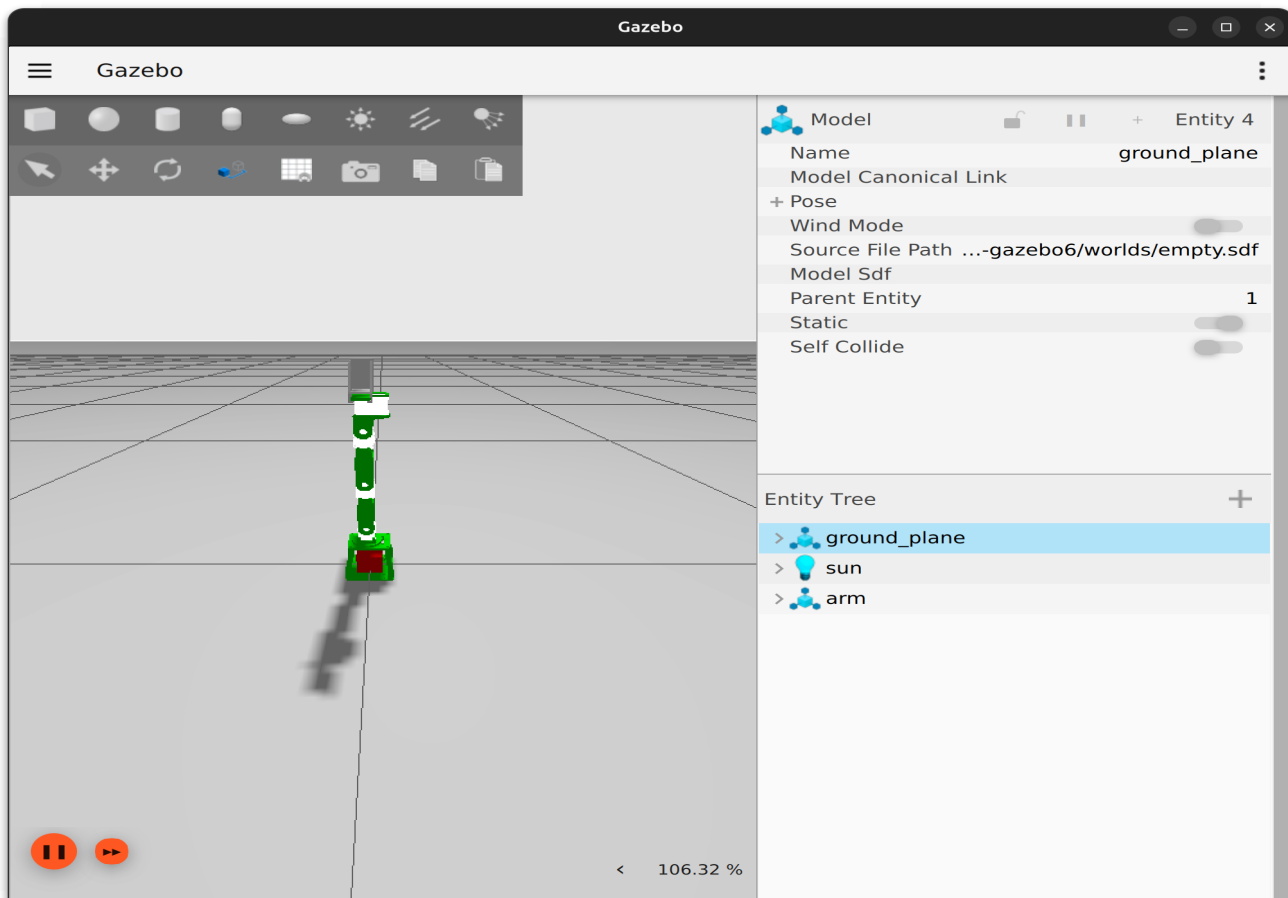 Gazebo
Gazebo
Model Entity 4
Name ground_plane
Model Canonical Link
Pose
Wind Mode
Source File Path ...-gazebo6/worlds/empty.sdf
Model Sdf
Parent Entity 1
Static
Self Collide
Entity Tree
ground_plane
sun
arm
106.32 %